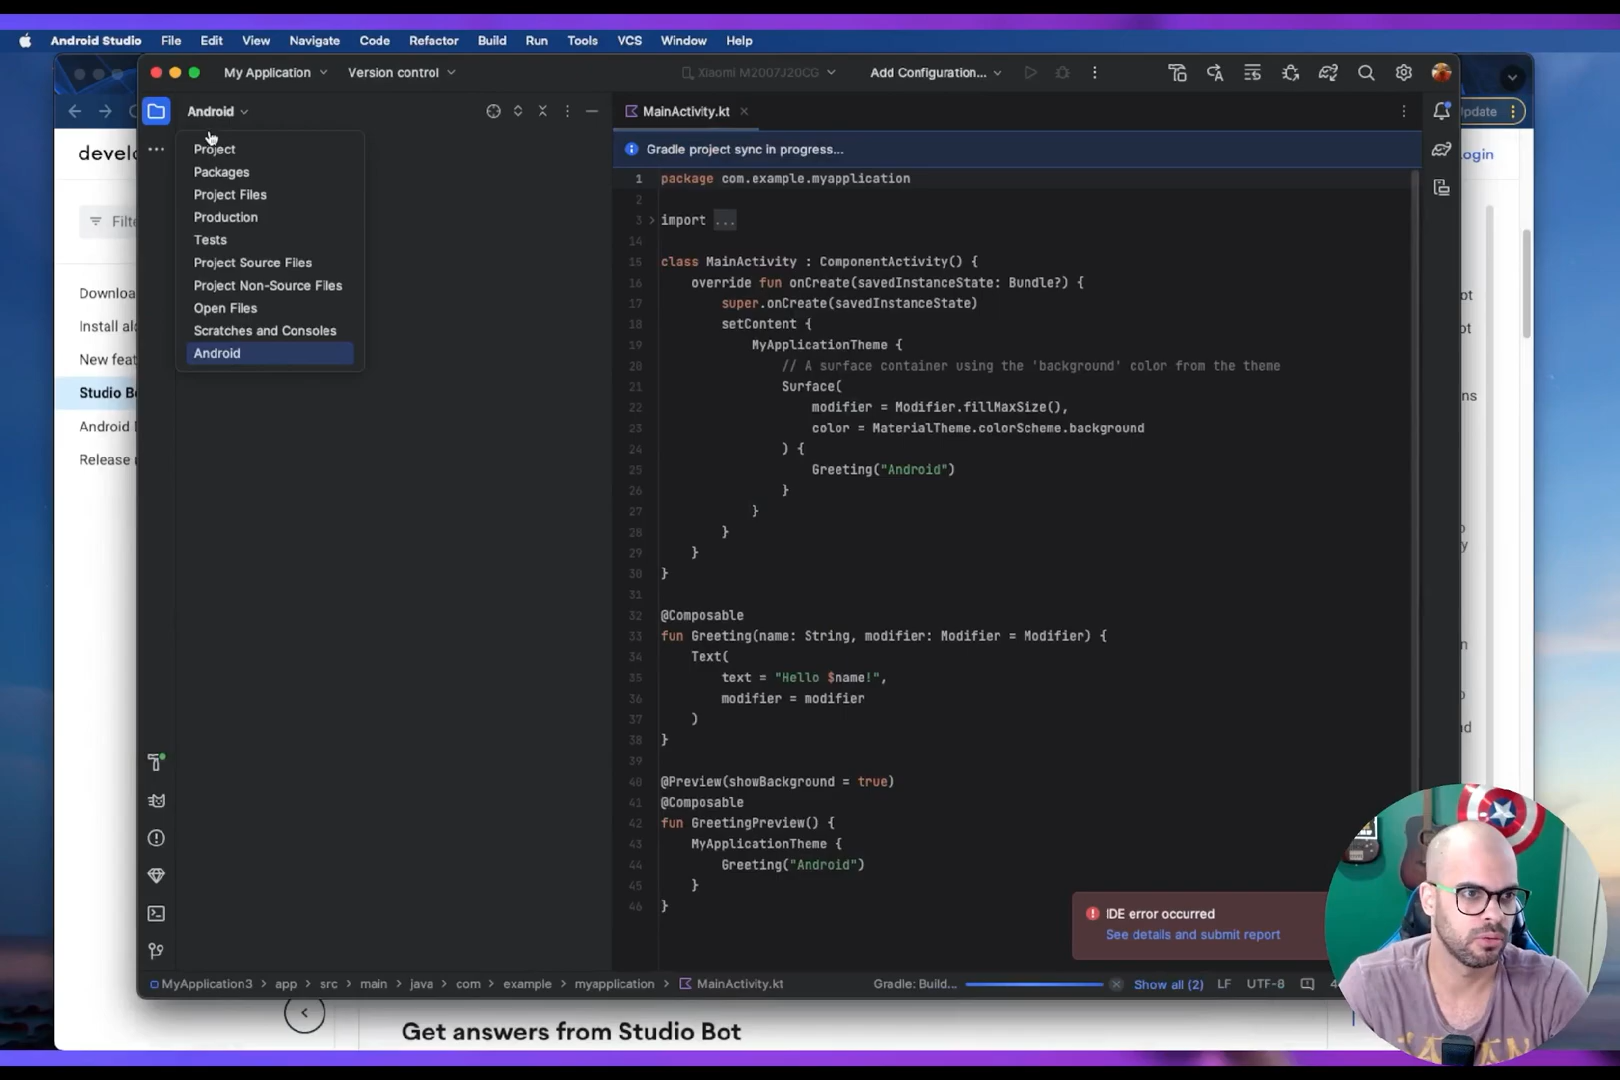 Android Studio File Edit View Navigate Code Refactor Build Run Tools VCS Window Help
My Application Version control Xiaomi M2007J20CG Add Configuration...
Android
MainActivity.kt
Update
develo
Login
Project
Packages
Project Files
Production
Tests
Project Source Files
Project Non-Source Files
Open Files
Scratches and Consoles
Android
Filte
Downloa
Install
New feat
Studio B
Android
Release
Gradle project sync in progress...
1 package com.example.myapplication
2
3 import ...
14
15 class MainActivity : ComponentActivity() {
16 override fun onCreate(savedInstanceState: Bundle?) {
17 super.onCreate(savedInstanceState)
18 setContent {
19 MyApplicationTheme {
20 // A surface container using the 'background' color from the theme
21 Surface(
22 modifier = Modifier.fillMaxSize(),
23 color = MaterialTheme.colorScheme.background
24 ) {
25 Greeting("Android")
26 }
27 }
28 }
29 }
30 }
31
32 @Composable
33 fun Greeting(name: String, modifier: Modifier = Modifier) {
34 Text(
35 text = "Hello $name!",
36 modifier = modifier
37 )
38 }
39
40 @Preview(showBackground = true)
41 @Composable
42 fun GreetingPreview() {
43 MyApplicationTheme {
44 Greeting("Android")
45 }
46 }
IDE error occurred
See details and submit report
MyApplication3 > app > src > main > java > com > example > myapplication > MainActivity.kt Gradle: Build... Show all (2) LF UTF-8
Get answers from Studio Bot